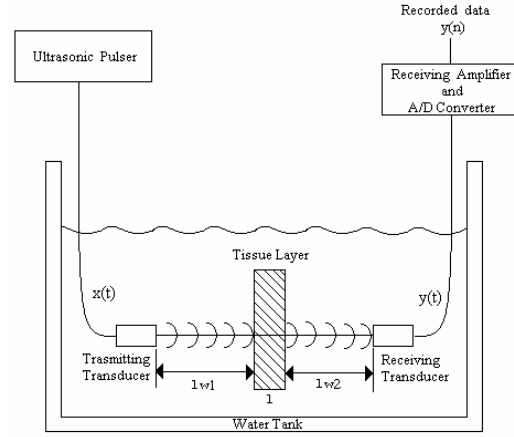 Recorded data
y(n)
Ultrasonic Pulser
Receiving Amplifier
and
A/D Converter
Tissue Layer
x(t)
y(t)
Trasmitting
Transducer
lw1
l
lw2
Receiving
Transducer
Water Tank